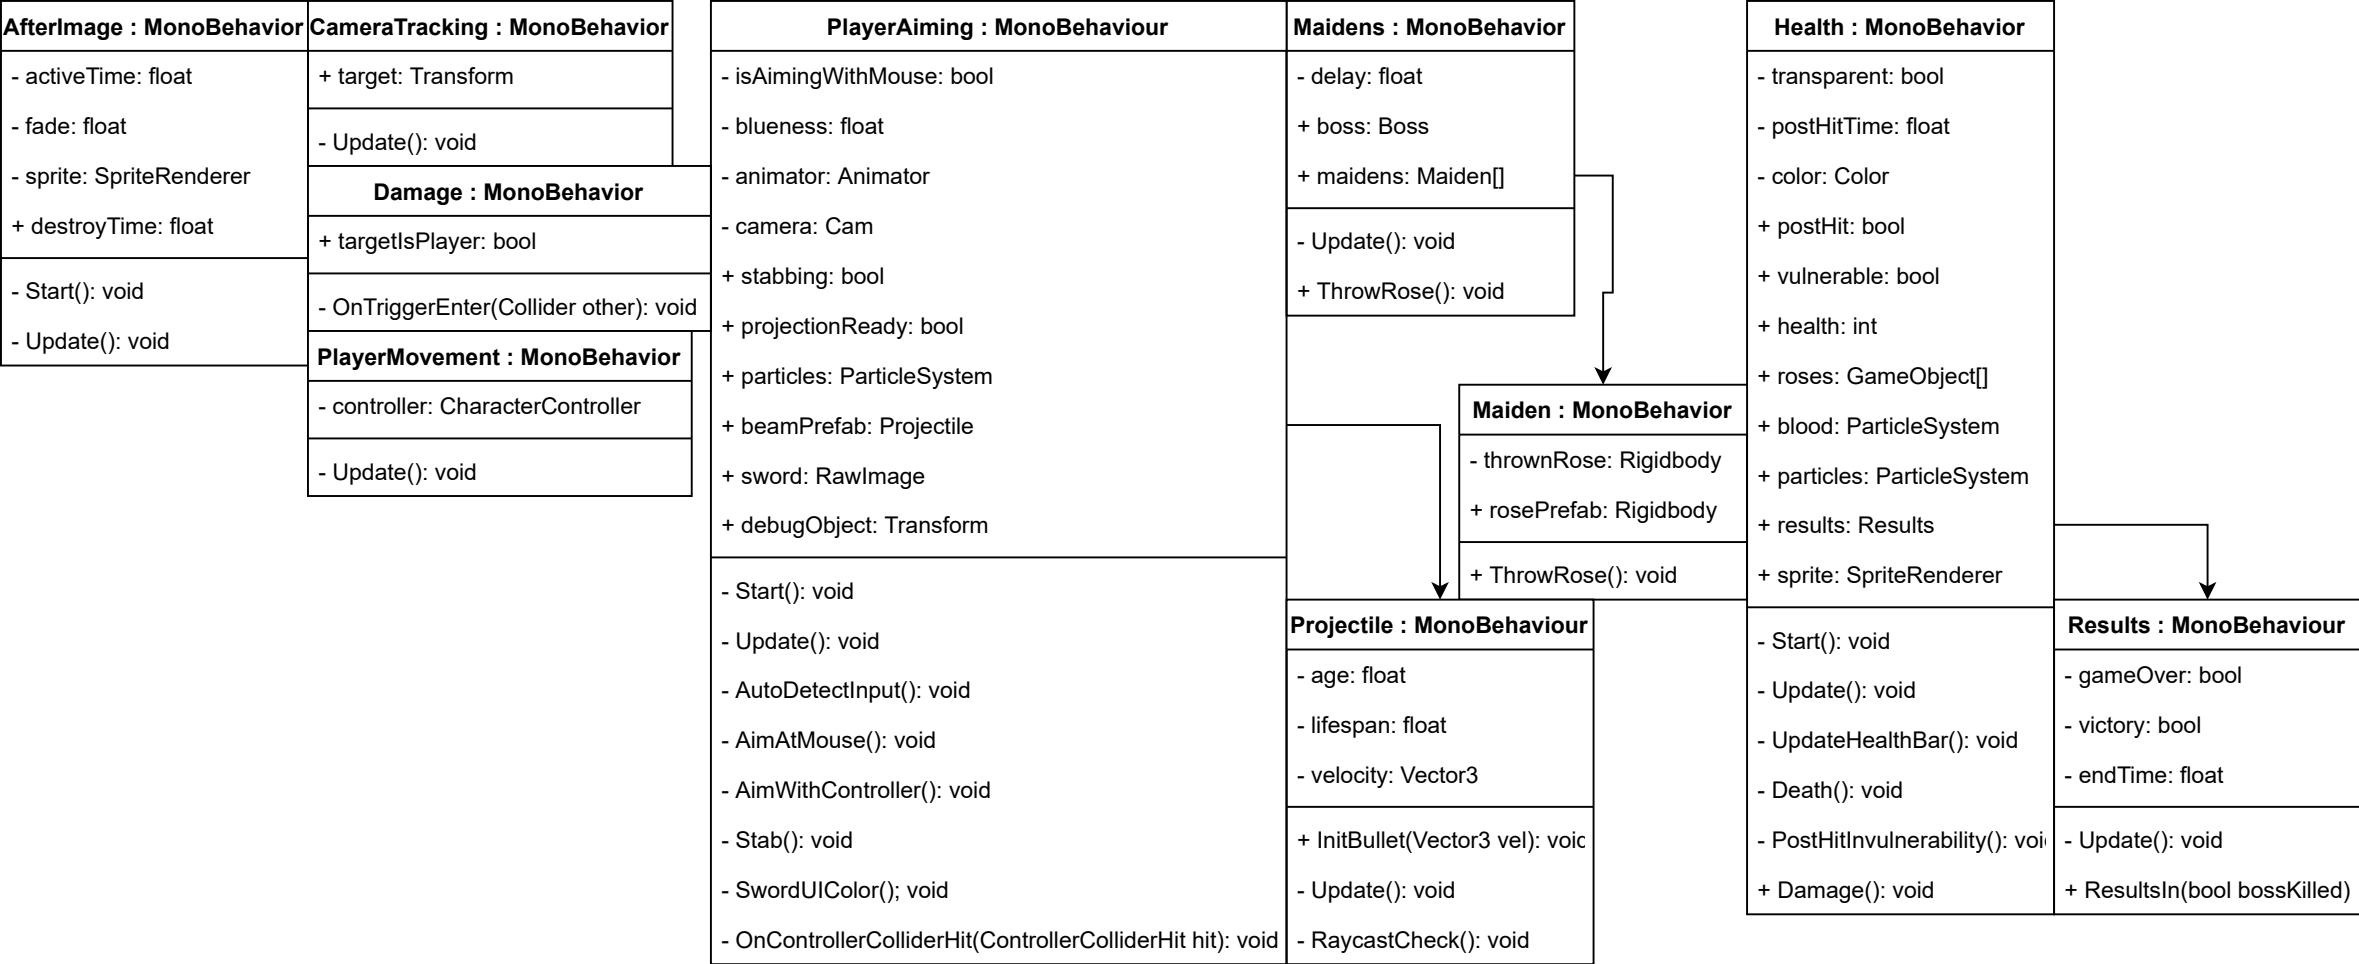 AfterImage : MonoBehavior
- activeTime: float
- fade: float
- sprite: SpriteRenderer
+ destroyTime: float
- Start(): void
- Update(): void
CameraTracking : MonoBehavior
+ target: Transform
- Update(): void
Damage : MonoBehavior
+ targetIsPlayer: bool
- OnTriggerEnter(Collider other): void
PlayerMovement : MonoBehavior
- controller: CharacterController
- Update(): void
PlayerAiming : MonoBehaviour
- isAimingWithMouse: bool
- blueness: float
- animator: Animator
- camera: Cam
+ stabbing: bool
+ projectionReady: bool
+ particles: ParticleSystem
+ beamPrefab: Projectile
+ sword: RawImage
+ debugObject: Transform
- Start(): void
- Update(): void
- AutoDetectInput(): void
- AimAtMouse(): void
- AimWithController(): void
- Stab(): void
- SwordUIColor(); void
- OnControllerColliderHit(ControllerColliderHit hit): void
Maidens : MonoBehavior
- delay: float
+ boss: Boss
+ maidens: Maiden[]
- Update(): void
+ ThrowRose(): void
Maiden : MonoBehavior
- thrownRose: Rigidbody
+ rosePrefab: Rigidbody
+ ThrowRose(): void
Projectile : MonoBehaviour
- age: float
- lifespan: float
- velocity: Vector3
+ InitBullet(Vector3 vel): void
- Update(): void
- RaycastCheck(): void
Health : MonoBehavior
- transparent: bool
- postHitTime: float
- color: Color
+ postHit: bool
+ vulnerable: bool
+ health: int
+ roses: GameObject[]
+ blood: ParticleSystem
+ particles: ParticleSystem
+ results: Results
+ sprite: SpriteRenderer
- Start(): void
- Update(): void
- UpdateHealthBar(): void
- Death(): void
- PostHitInvulnerability(): voi
+ Damage(): void
Results : MonoBehaviour
- gameOver: bool
- victory: bool
- endTime: float
- Update(): void
+ ResultsIn(bool bossKilled)